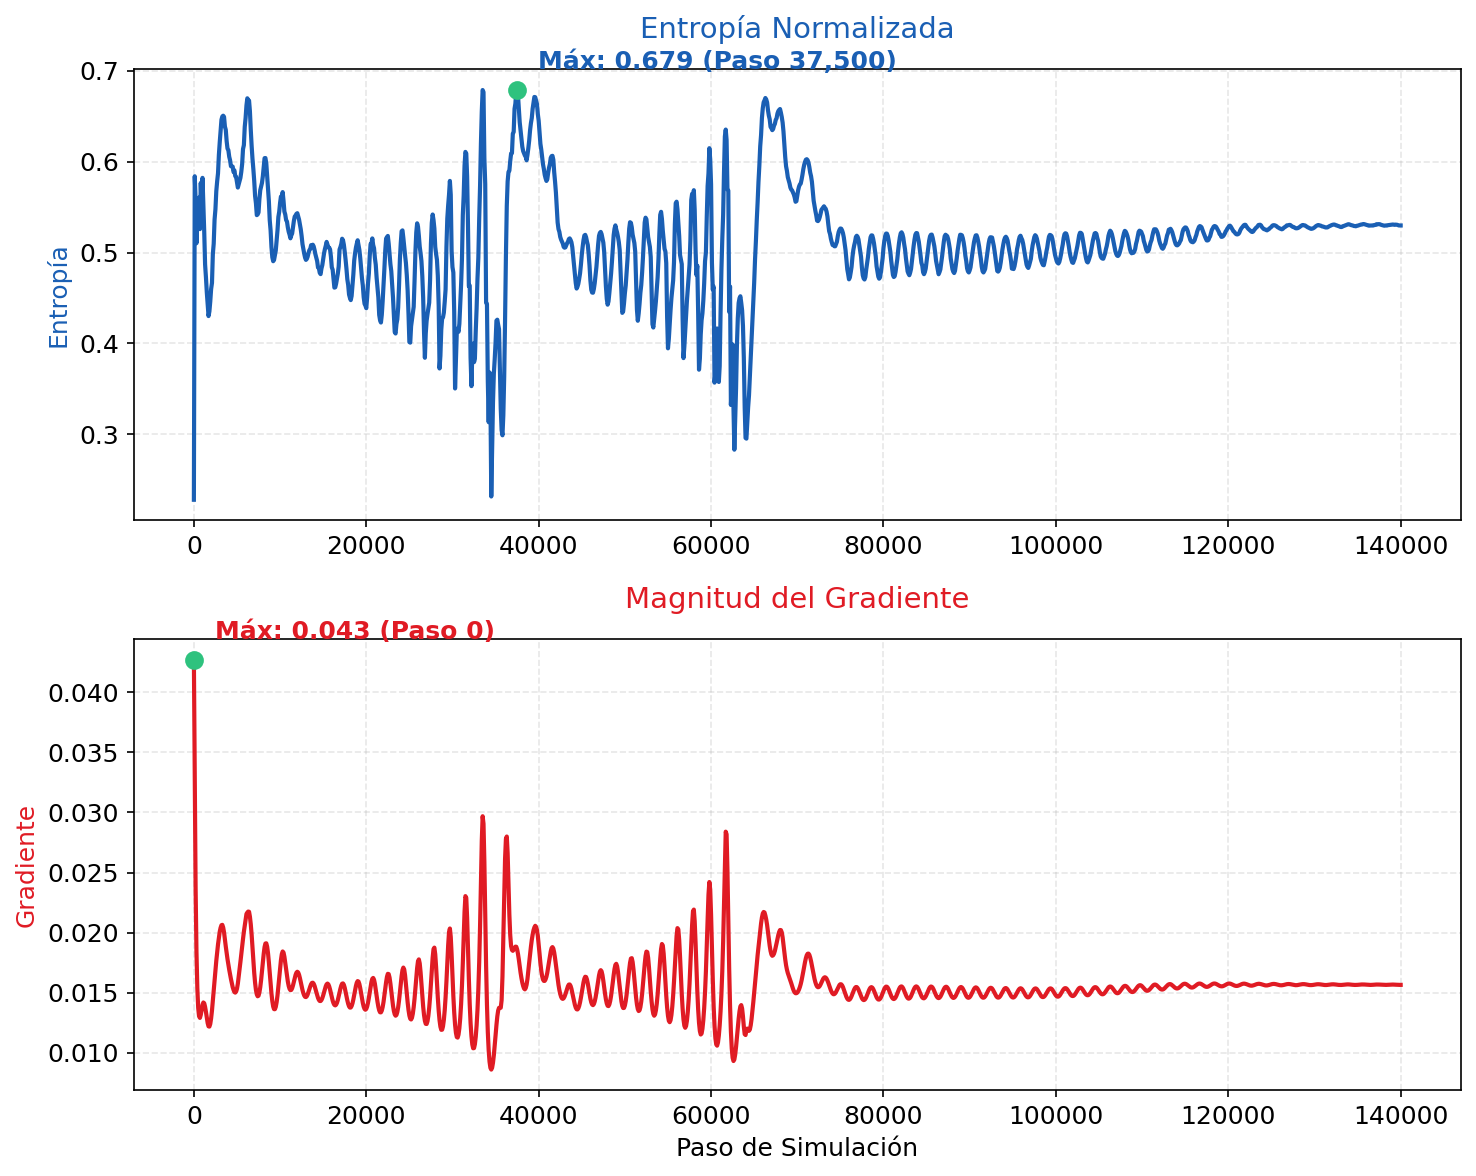 Entropía Normalizada
Máx: 0.679 (Paso 37,500)
0.7
0.6
0.5
0.4
0.3
Entropía
0 20000 40000 60000 80000 100000 120000 140000
Magnitud del Gradiente
Máx: 0.043 (Paso 0)
0.040
0.035
0.030
0.025
0.020
0.015
0.010
Gradiente
0 20000 40000 60000 80000 100000 120000 140000
Paso de Simulación